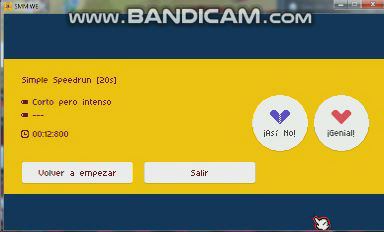 SMM:WE
WWW.BANDICAM.COM
Simple Speedrun [20s]
Corto pero intenso
---
00:12:800
¡Así No!
¡Genial!
Volver a empezar
Salir